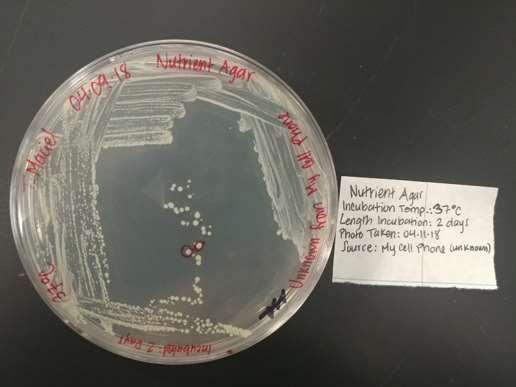 Nutrient Agar
04.09.18
Maciel
37°C
Incubated: 2 Days
Unknown from My Cell Phone
Nutrient Agar
Incubation Temp.: 37°C
Length Incubation: 2 days
Photo Taken: 04-11-18
Source: My Cell Phone (unknown)